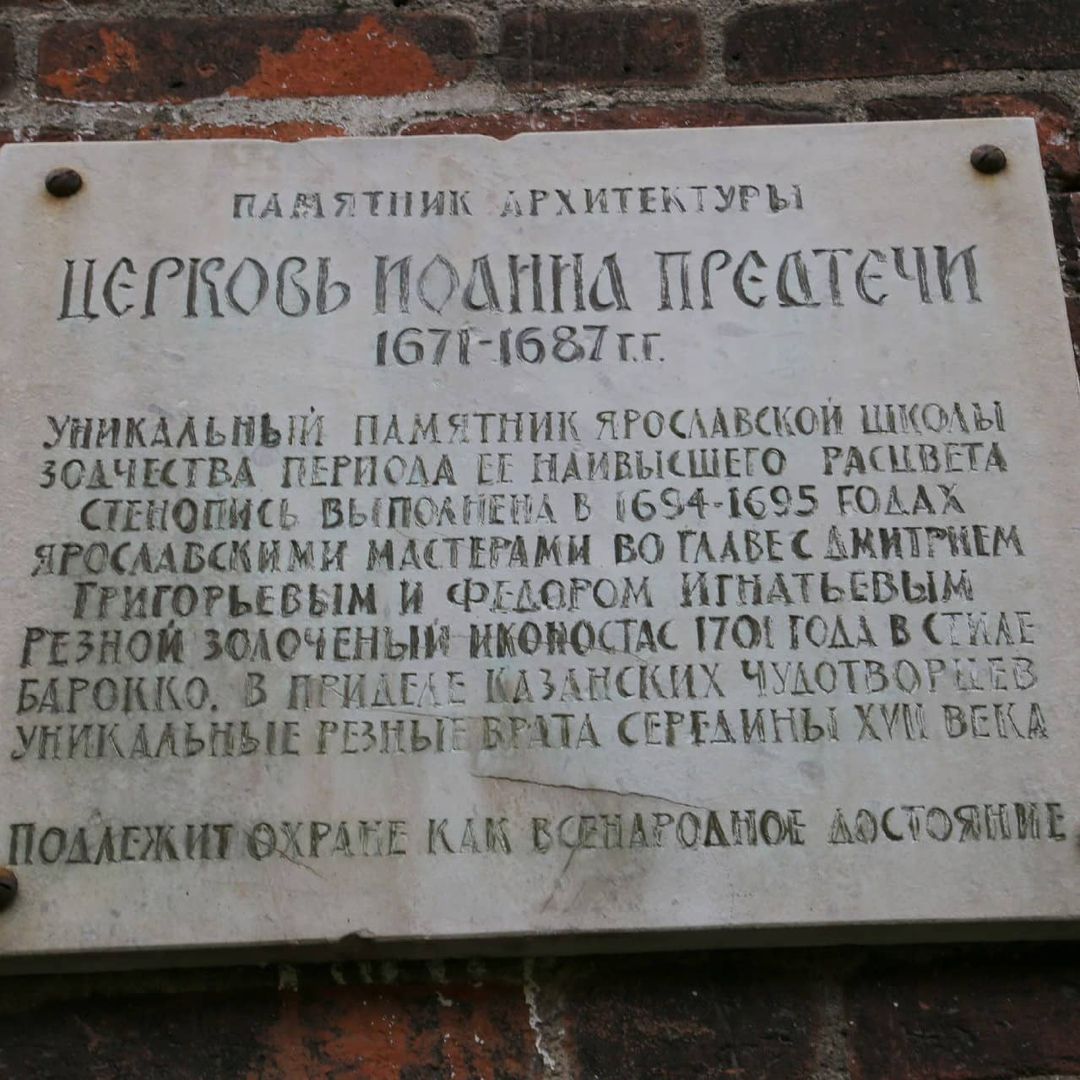 ПАМЯТНИК АРХИТЕКТУРЫ
ЦЕРКОВЬ ИОАННА ПРЕДТЕЧИ
1671-1687 г.г.
УНИКАЛЬНЫЙ ПАМЯТНИК ЯРОСЛАВСКОЙ ШКОЛЫ
ЗОДЧЕСТВА ПЕРИОДА ЕЕ НАИВЫСШЕГО РАСЦВЕТА
СТЕНОПИСЬ ВЫПОЛНЕНА В 1694-1695 ГОДАХ
ЯРОСЛАВСКИМИ МАСТЕРАМИ ВО ГЛАВЕ С ДМИТРИЕМ
ГРИГОРЬЕВЫМ И ФЕДОРОМ ИГНАТЬЕВЫМ
РЕЗНОЙ ЗОЛОЧЕНЫЙ ИКОНОСТАС 1701 ГОДА В СТИЛЕ
БАРОККО. В ПРИДЕЛЕ КАЗАНСКИХ ЧУДОТВОРЦЕВ
УНИКАЛЬНЫЕ РЕЗНЫЕ ВРАТА СЕРЕДИНЫ XVII ВЕКА
ПОДЛЕЖИТ ОХРАНЕ КАК ВСЕНАРОДНОЕ ДОСТОЯНИЕ